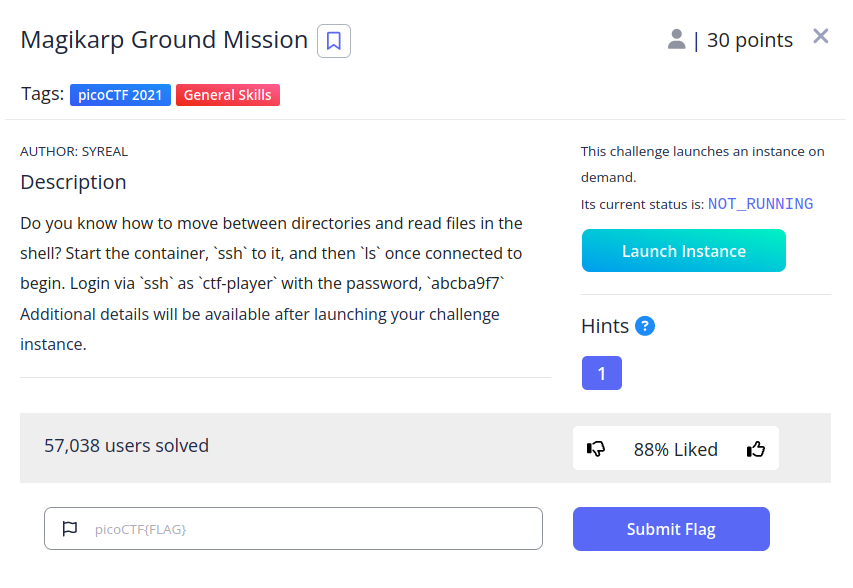 Magikarp Ground Mission
| 30 points
Tags: picoCTF 2021 General Skills
AUTHOR: SYREAL
Description
Do you know how to move between directories and read files in the
shell? Start the container, `ssh` to it, and then `ls` once connected to
begin. Login via `ssh` as `ctf-player` with the password, `abcba9f7`
Additional details will be available after launching your challenge
instance.
This challenge launches an instance on
demand.
Its current status is: NOT_RUNNING
Launch Instance
Hints ?
1
57,038 users solved
88% Liked
picoCTF{FLAG}
Submit Flag